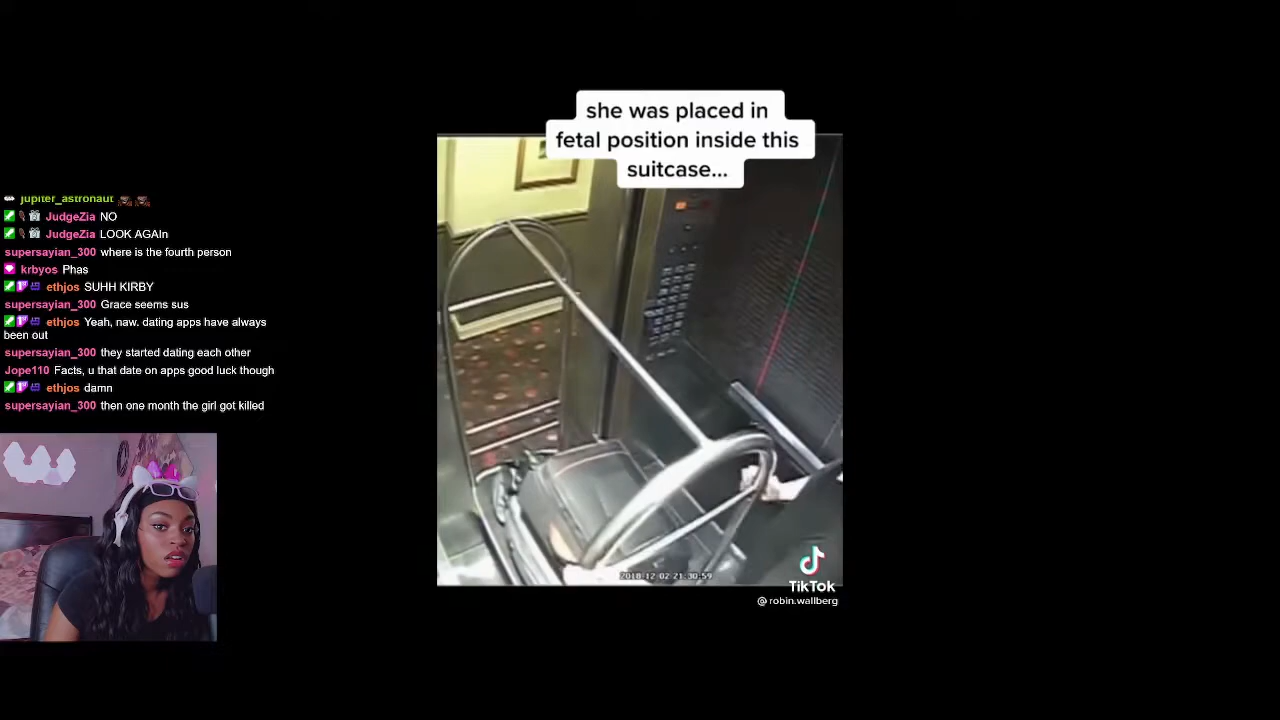 she was placed in
fetal position inside this
suitcase...
jupiter_astronaut
JudgeZia NO
JudgeZia LOOK AGAIn
supersayian_300 where is the fourth person
krbyos Phas
ethjos SUHH KIRBY
supersayian_300 Grace seems sus
ethjos Yeah, naw. dating apps have always
been out
supersayian_300 they started dating each other
Jope110 Facts, u that date on apps good luck though
ethjos damn
supersayian_300 then one month the girl got killed
2018-12-02 21:30:59
TikTok
@robin.wallberg